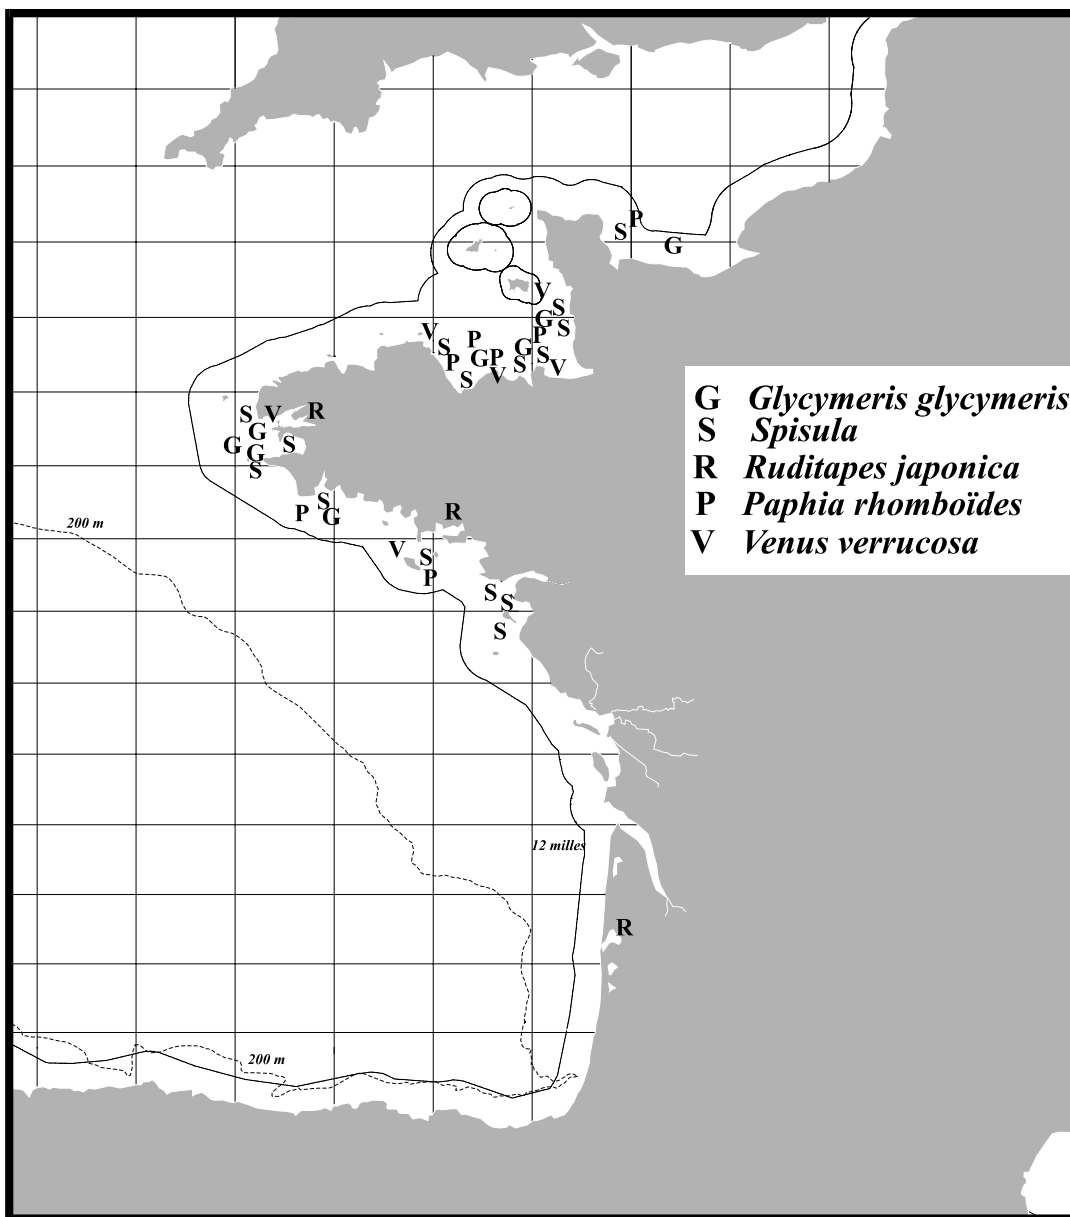 P
S
G
V
S
G
S
V
P
S
P
G
S
P
G
P
S
V
S
V
S
G Glycymeris glycymeris
S Spisula
R Ruditapes japonica
P Paphia rhomboïdes
V Venus verrucosa
S V R
G
G S
G
S
S
P G
R
200 m
V S
P
S
S
S
12 milles
R
200 m